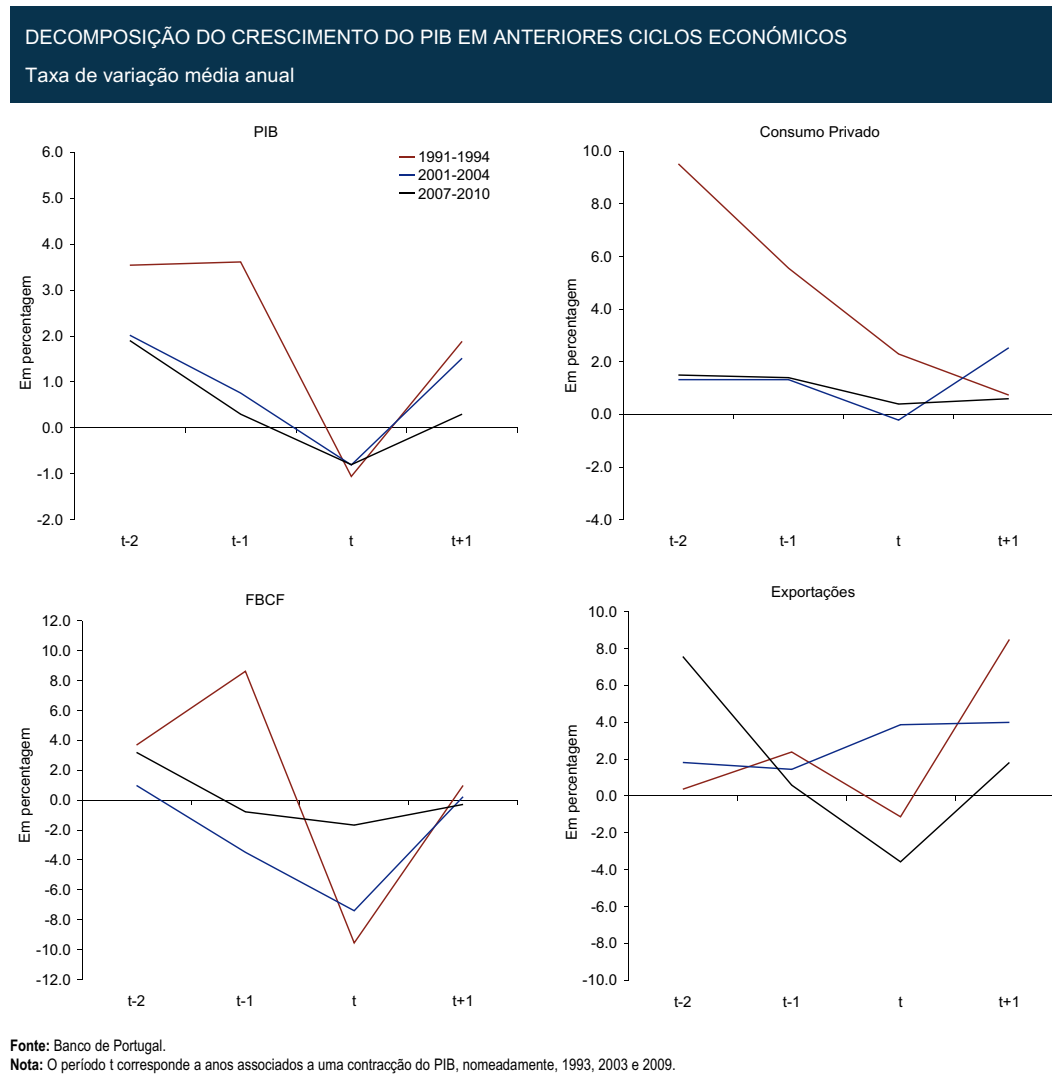 DECOMPOSIÇÃO DO CRESCIMENTO DO PIB EM ANTERIORES CICLOS ECONÓMICOS
Taxa de variação média anual
PIB
6.0
5.0
4.0
3.0
2.0
1.0
0.0
-1.0
-2.0
Em percentagem
1991-1994
2001-2004
2007-2010
t-2 t-1 t t+1
Consumo Privado
10.0
8.0
6.0
4.0
2.0
0.0
-2.0
-4.0
Em percentagem
t-2 t-1 t t+1
FBCF
12.0
10.0
8.0
6.0
4.0
2.0
0.0
-2.0
-4.0
-6.0
-8.0
-10.0
-12.0
Em percentagem
t-2 t-1 t t+1
Exportações
10.0
8.0
6.0
4.0
2.0
0.0
-2.0
-4.0
-6.0
-8.0
-10.0
Em percentagem
t-2 t-1 t t+1
Fonte: Banco de Portugal.
Nota: O período t corresponde a anos associados a uma contracção do PIB, nomeadamente, 1993, 2003 e 2009.